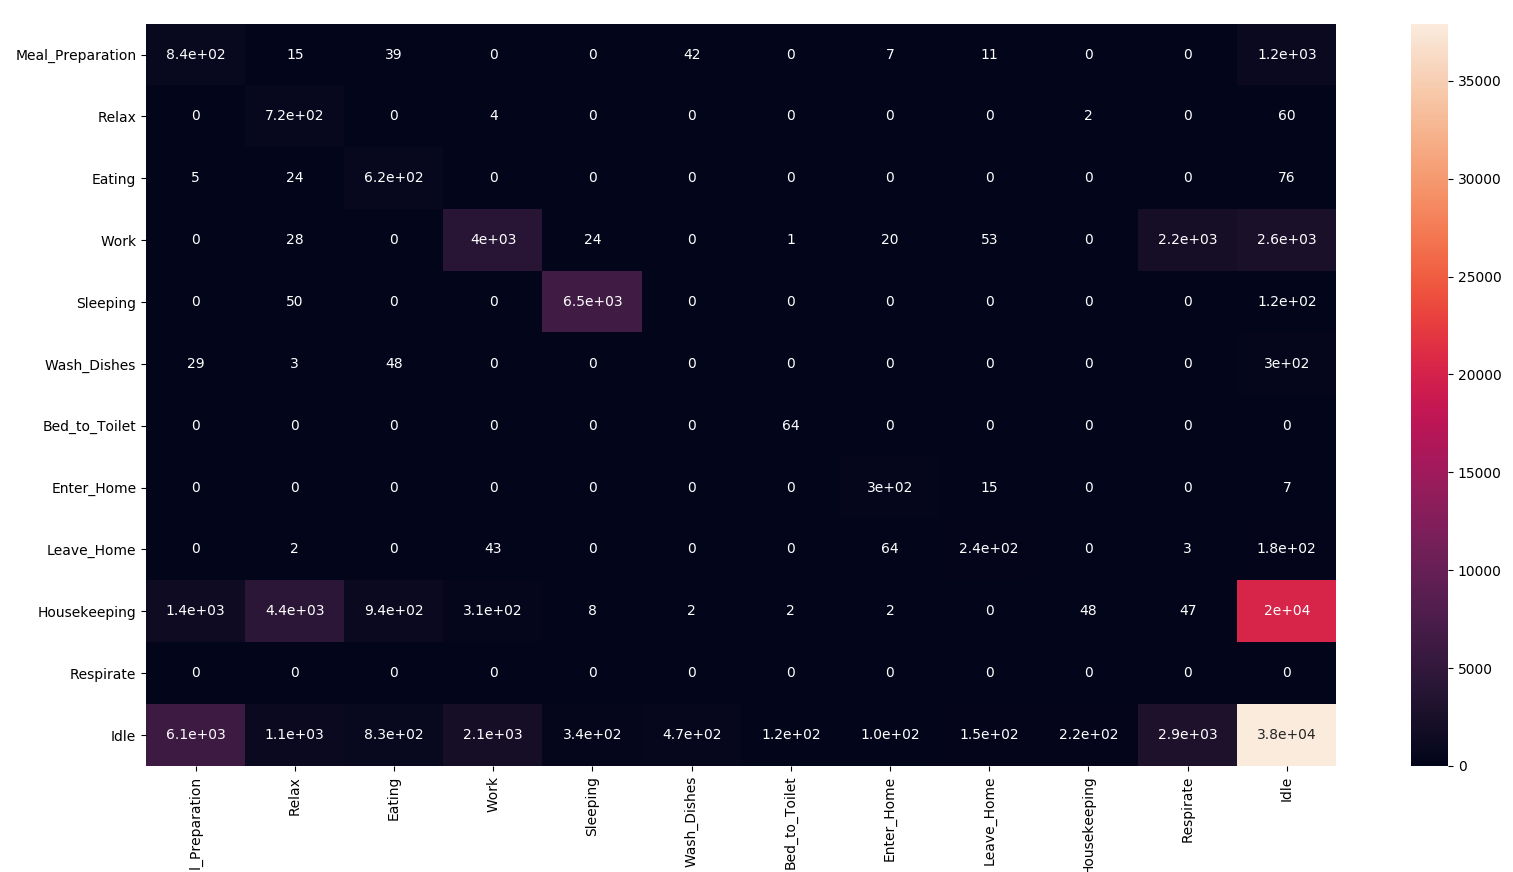 Meal_Preparation 8.4e+02 15 39 0 0 42 0 7 11 0 0 1.2e+03
Relax 0 7.2e+02 0 4 0 0 0 0 0 2 0 60
Eating 5 24 6.2e+02 0 0 0 0 0 0 0 0 76
Work 0 28 0 4e+03 24 0 1 20 53 0 2.2e+03 2.6e+03
Sleeping 0 50 0 0 6.5e+03 0 0 0 0 0 0 1.2e+02
Wash_Dishes 29 3 48 0 0 0 0 0 0 0 0 3e+02
Bed_to_Toilet 0 0 0 0 0 0 64 0 0 0 0 0
Enter_Home 0 0 0 0 0 0 0 3e+02 15 0 0 7
Leave_Home 0 2 0 43 0 0 0 64 2.4e+02 0 3 1.8e+02
Housekeeping 1.4e+03 4.4e+03 9.4e+02 3.1e+02 8 2 2 2 0 48 47 2e+04
Respirate 0 0 0 0 0 0 0 0 0 0 0 0
Idle 6.1e+03 1.1e+03 8.3e+02 2.1e+03 3.4e+02 4.7e+02 1.2e+02 1.0e+02 1.5e+02 2.2e+02 2.9e+03 3.8e+04
l_Preparation
Relax
Eating
Work
Sleeping
Wash_Dishes
Bed_to_Toilet
Enter_Home
Leave_Home
Housekeeping
Respirate
Idle
35000
30000
25000
20000
15000
10000
5000
0